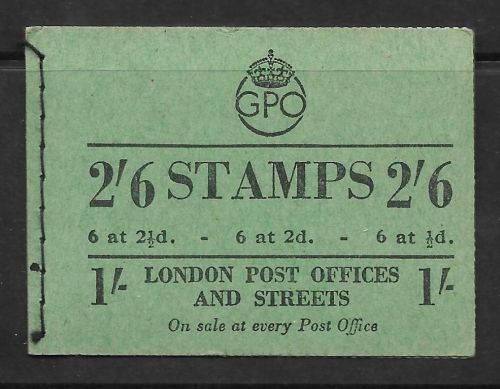 GPO
2/6 STAMPS 2/6
6 at 2½d. - 6 at 2d. - 6 at ½d.
1/- LONDON POST OFFICES 1/-
AND STREETS
On sale at every Post Office